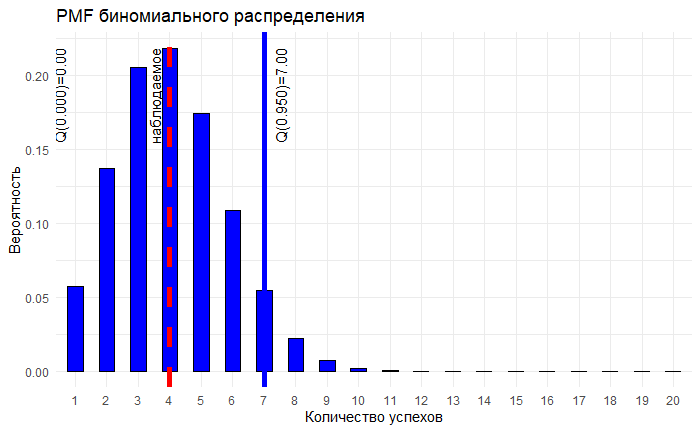 PMF биномиального распределения
Q(0.000)=0.00
наблюдаемое
Q(0.950)=7.00
Вероятность
0.20
0.15
0.10
0.05
0.00
1 2 3 4 5 6 7 8 9 10 11 12 13 14 15 16 17 18 19 20
Количество успехов